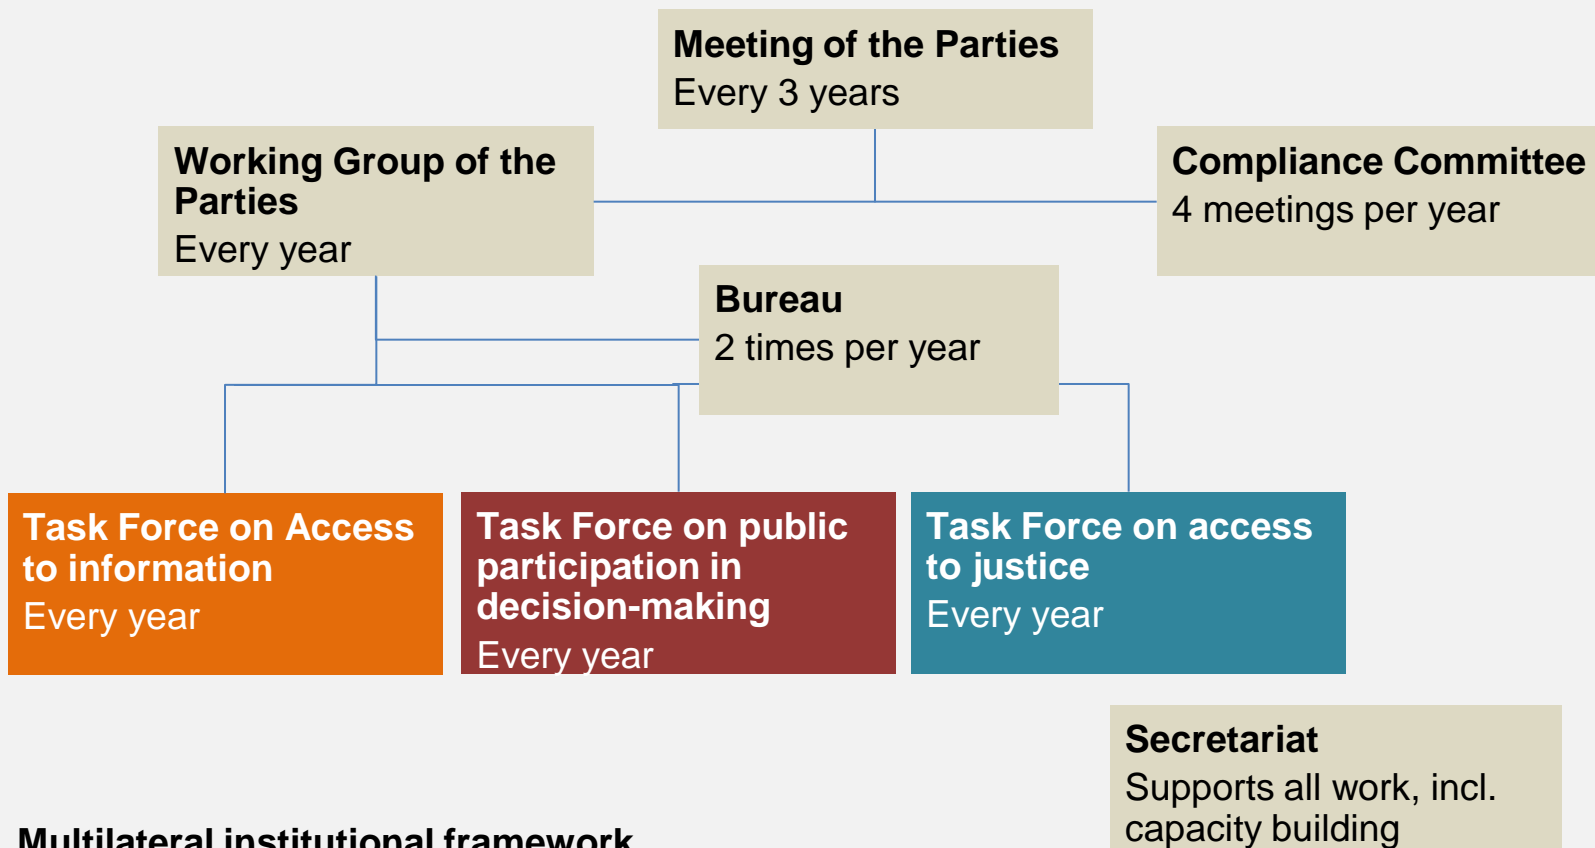 Meeting of the Parties
Every 3 years
Working Group of the
Parties
Every year
Compliance Committee
4 meetings per year
Bureau
2 times per year
Task Force on Access
to information
Every year
Task Force on public
participation in
decision-making
Every year
Task Force on access
to justice
Every year
Secretariat
Supports all work, incl.
capacity building
Multilateral institutional framework